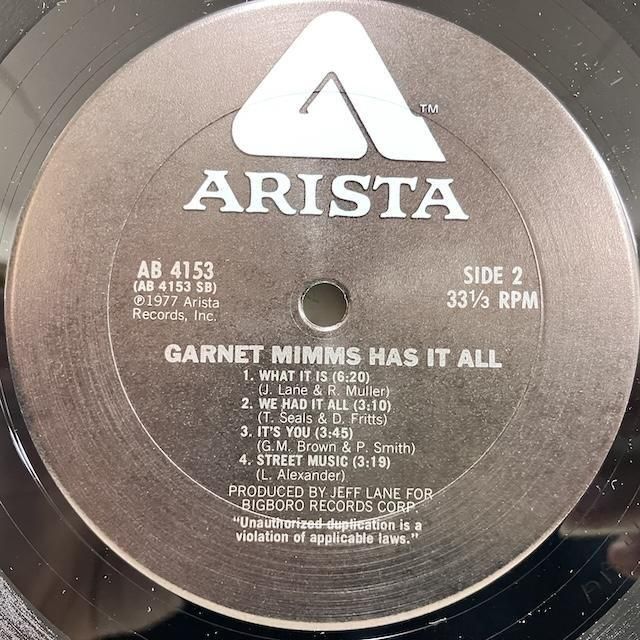 TM
ARISTA
AB 4153
(AB 4153 SB)
℗1977 Arista
Records, Inc.
SIDE 2
33⅓ RPM
GARNET MIMMS HAS IT ALL
1. WHAT IT IS (6:20)
(J. Lane & R. Muller)
2. WE HAD IT ALL (3:10)
(T. Seals & D. Fritts)
3. IT'S YOU (3:45)
(G.M. Brown & P. Smith)
4. STREET MUSIC (3:19)
(L. Alexander)
PRODUCED BY JEFF LANE FOR
BIGBORO RECORDS CORP.
"Unauthorized duplication is a
violation of applicable laws."